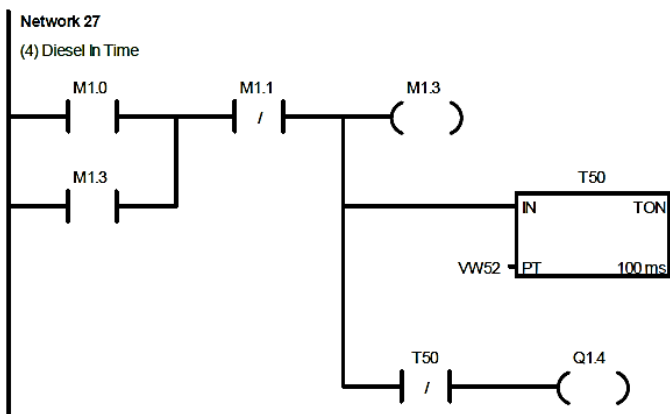 Network 27
(4) Diesel In Time
M1.0 M1.1 M1.3
/
M1.3
T50
IN TON
VW52 PT 100 ms
T50 Q1.4
/